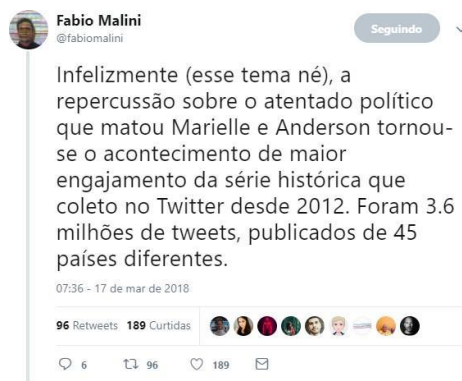 Fabio Malini
@fabiomalini
Seguindo
Infelizmente (esse tema né), a
repercussão sobre o atentado político
que matou Marielle e Anderson tornou-
se o acontecimento de maior
engajamento da série histórica que
coleto no Twitter desde 2012. Foram 3.6
milhões de tweets, publicados de 45
países diferentes.
07:36 - 17 de mar de 2018
96 Retweets 189 Curtidas
6 96 189